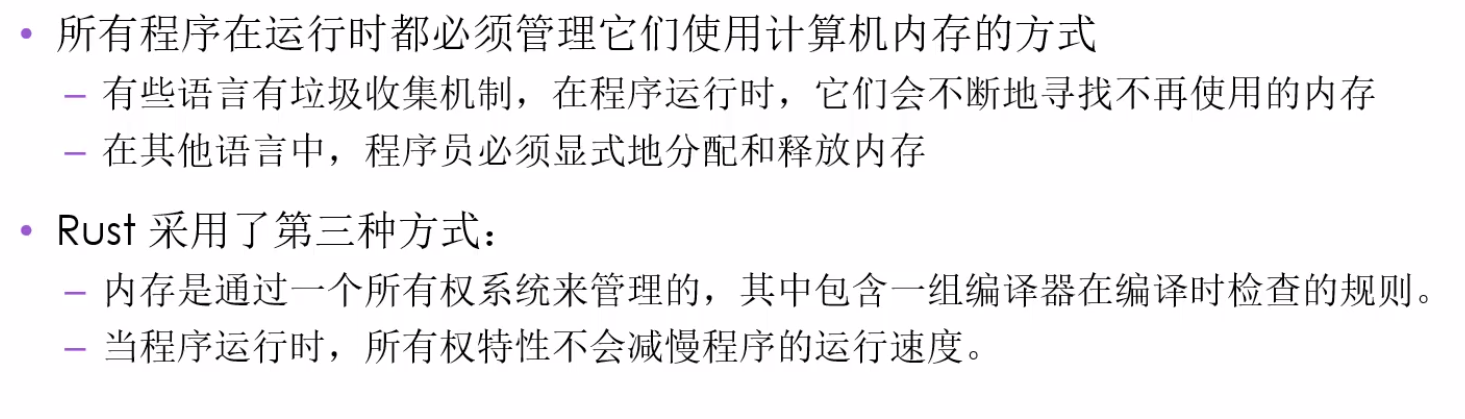 • 所有程序在运行时都必须管理它们使用计算机内存的方式
– 有些语言有垃圾收集机制，在程序运行时，它们会不断地寻找不再使用的内存
– 在其他语言中，程序员必须显式地分配和释放内存
• Rust 采用了第三种方式：
– 内存是通过一个所有权系统来管理的，其中包含一组编译器在编译时检查的规则。
– 当程序运行时，所有权特性不会减慢程序的运行速度。